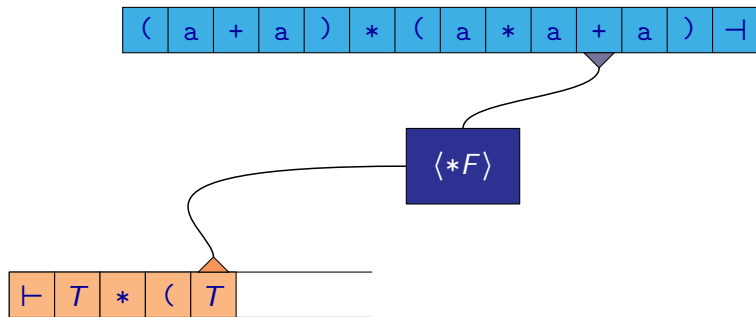 ( a + a ) * ( a * a + a ) ⊣
⟨*F⟩
⊢ T * ( T